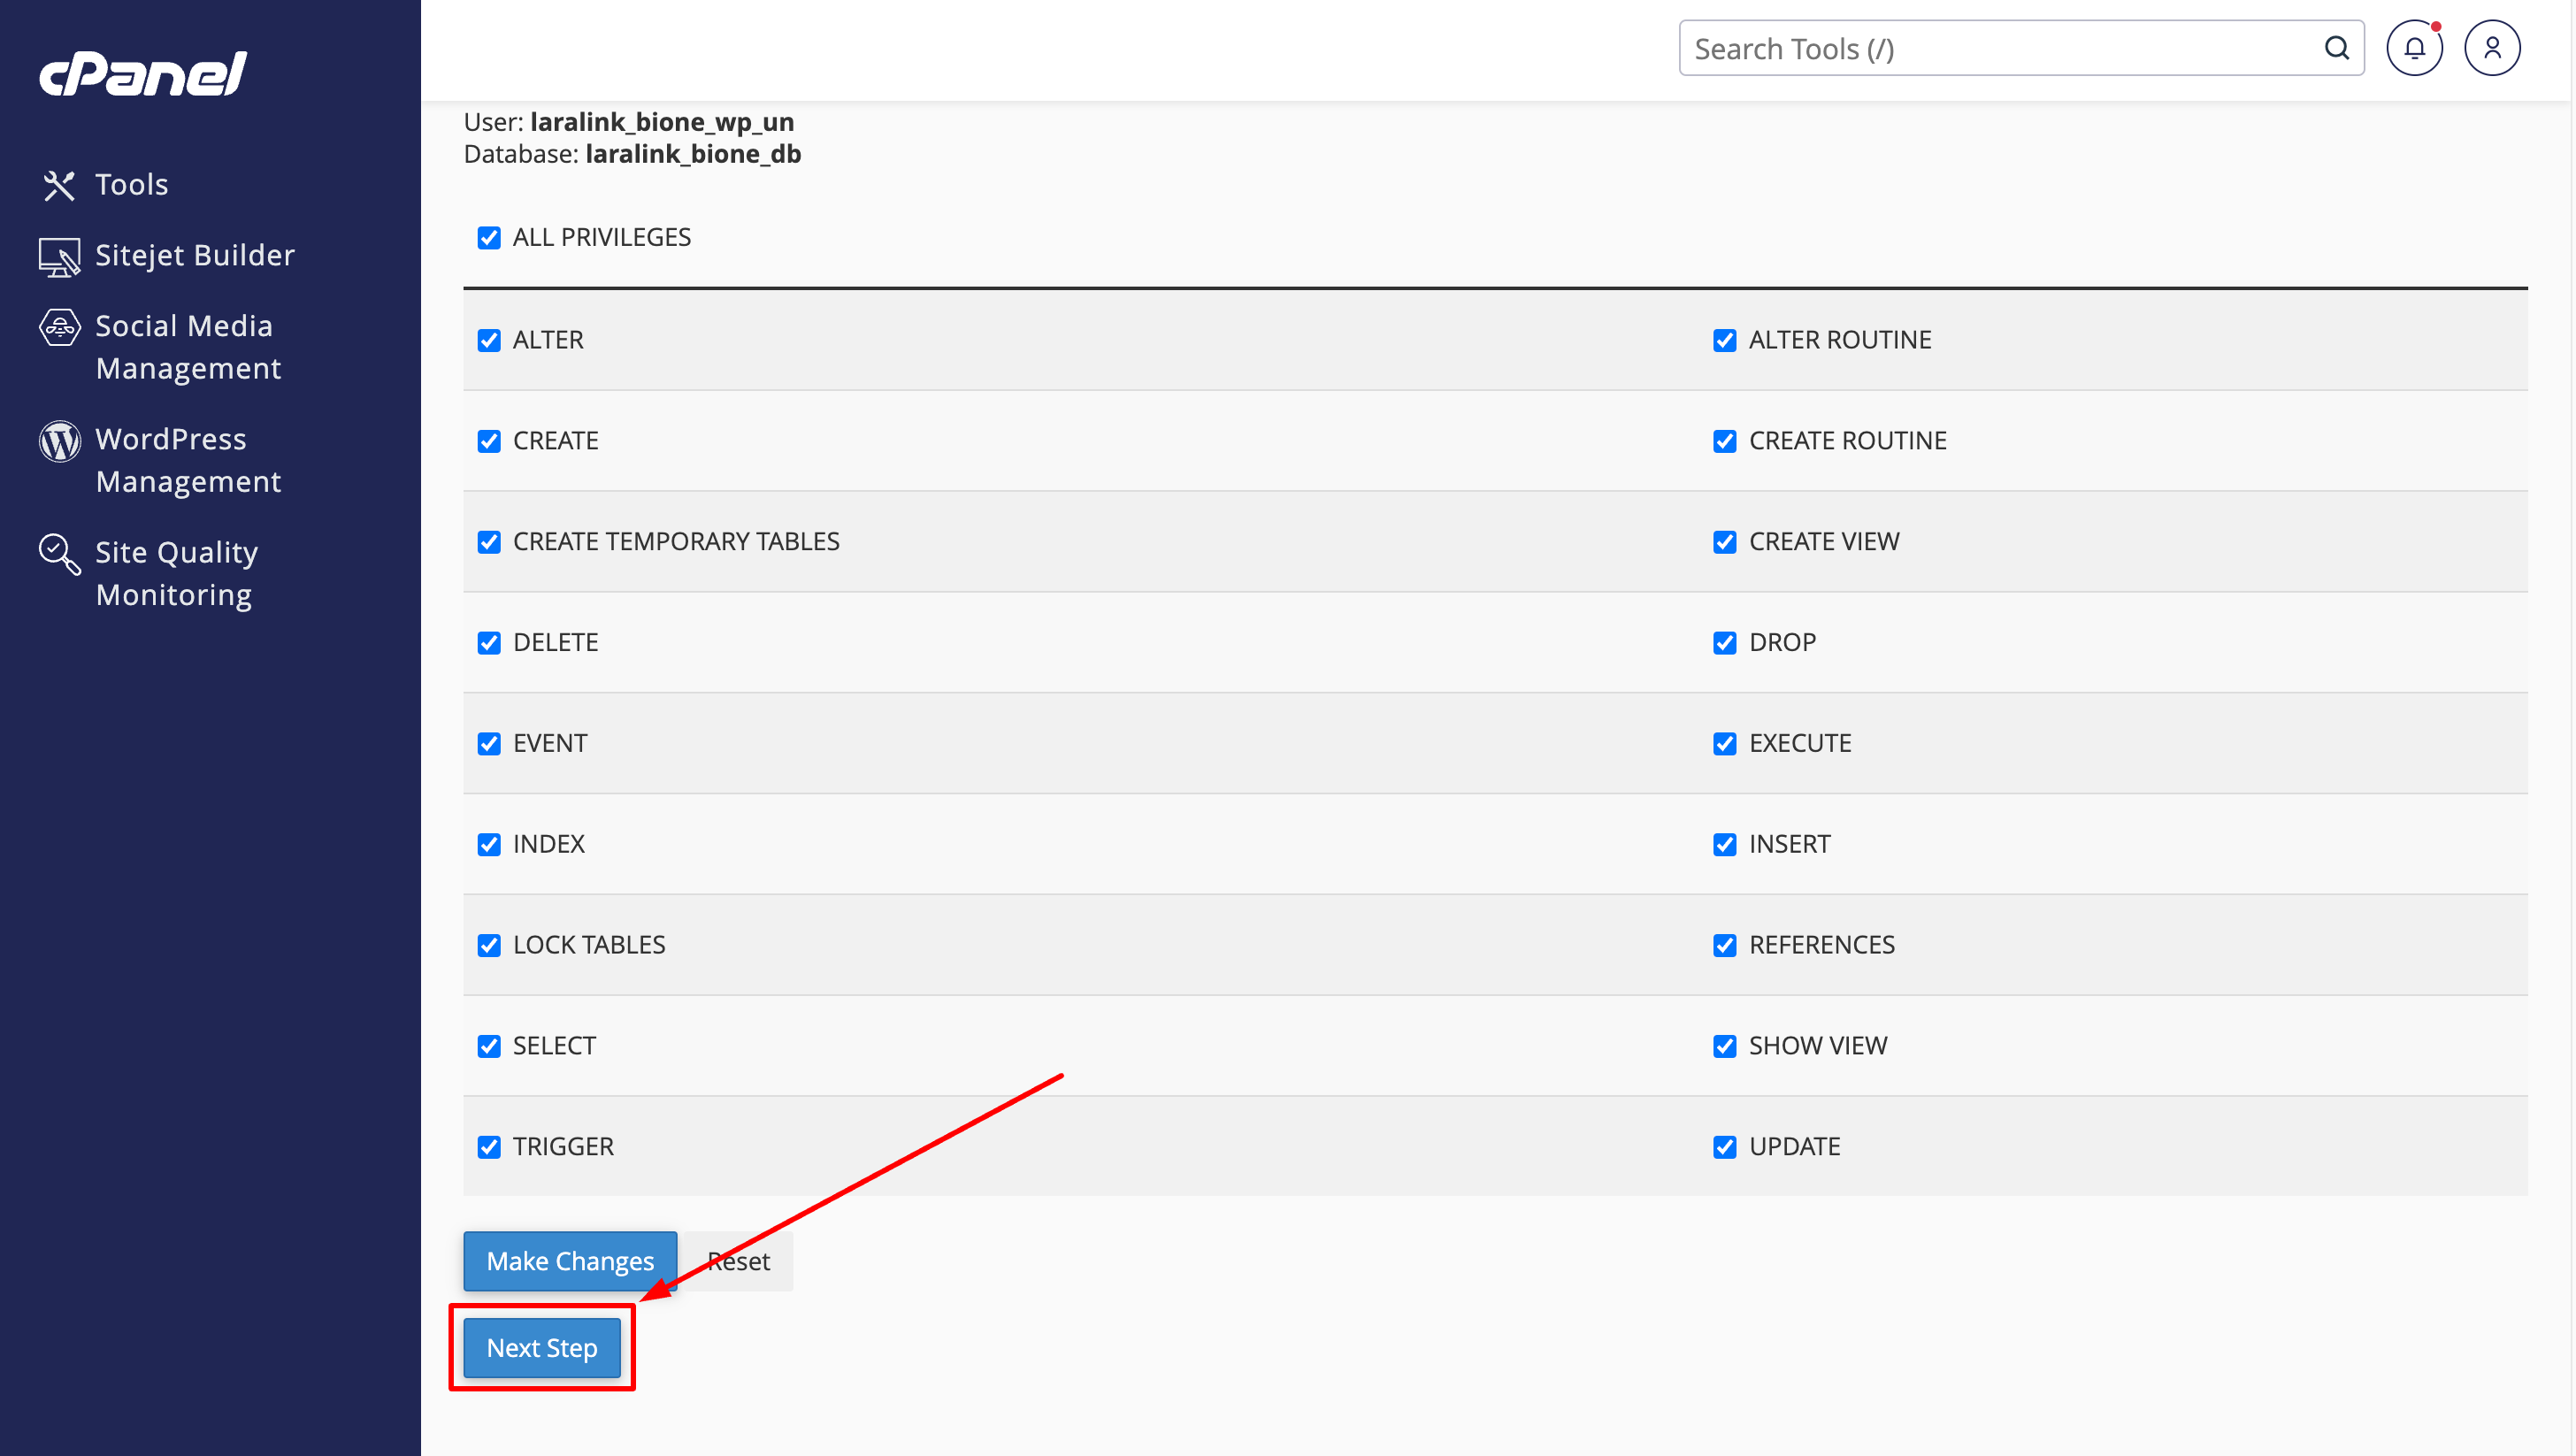 cPanel
Search Tools (/)
Tools
Sitejet Builder
Social Media
Management
WordPress
Management
Site Quality
Monitoring
User: laralink_bione_wp_un
Database: laralink_bione_db
ALL PRIVILEGES
ALTER
ALTER ROUTINE
CREATE
CREATE ROUTINE
CREATE TEMPORARY TABLES
CREATE VIEW
DELETE
DROP
EVENT
EXECUTE
INDEX
INSERT
LOCK TABLES
REFERENCES
SELECT
SHOW VIEW
TRIGGER
UPDATE
Make Changes
Reset
Next Step